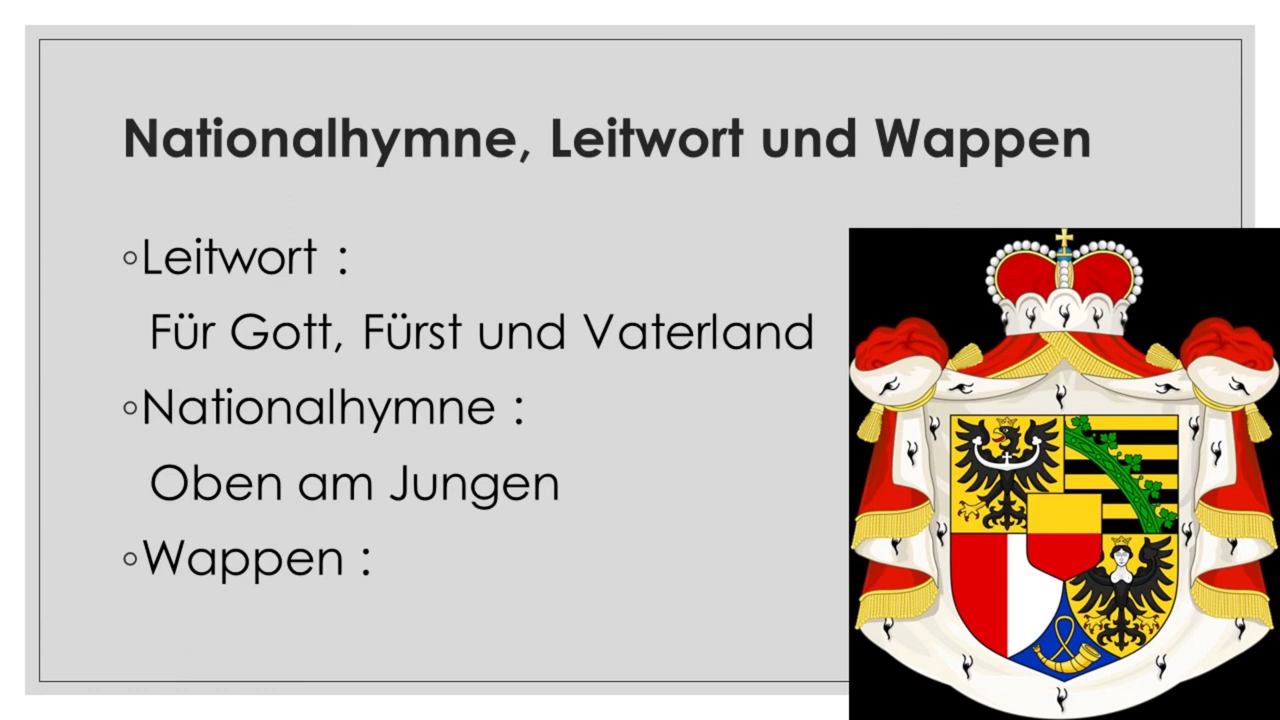 Nationalhymne, Leitwort und Wappen
◦Leitwort :
Für Gott, Fürst und Vaterland
◦Nationalhymne :
Oben am Jungen
◦Wappen :